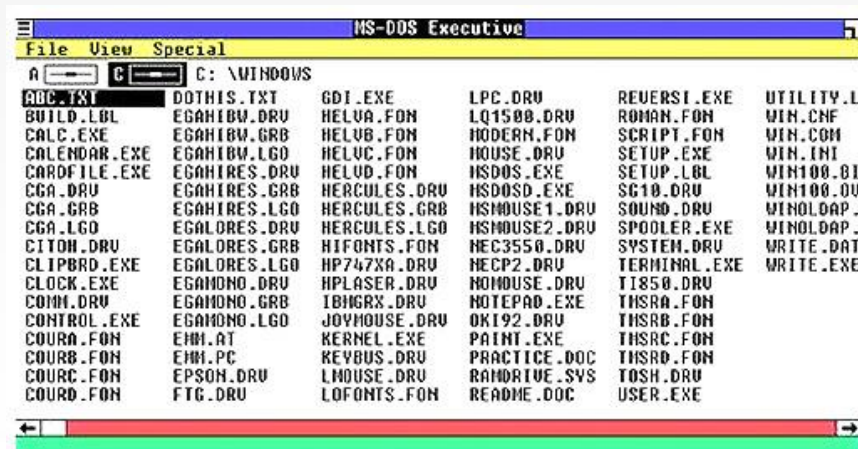 MS-DOS Executive
File View Special
A C C: \WINDOWS
ABC.TXT DOTHIS.TXT GDI.EXE LPC.DRV REVERSI.EXE UTILITY.L
BUILD.LBL EGAHIBW.DRV HELVA.FON LQ1500.DRV ROMAN.FON WIN.CNF
CALC.EXE EGAHIBW.GRB HELVB.FON MODERN.FON SCRIPT.FON WIN.COM
CALENDAR.EXE EGAHIBW.LGO HELVC.FON MOUSE.DRV SETUP.EXE WIN.INI
CARDFILE.EXE EGAHIRES.DRV HELVD.FON MSDOS.EXE SETUP.LBL WIN100.BI
CGA.DRV EGAHIRES.GRB HERCULES.DRV MSDOSD.EXE SG10.DRV WIN100.OV
CGA.GRB EGAHIRES.LGO HERCULES.GRB MSMOUSE1.DRV SOUND.DRV WINOLDAP.
CGA.LGO EGALORES.DRV HERCULES.LGO MSMOUSE2.DRV SPOOLER.EXE WINOLDAP.
CITOH.DRV EGALORES.GRB HIFONTS.FON NEC3550.DRV SYSTEM.DRV WRITE.DAT
CLIPBRD.EXE EGALORES.LGO HP747XA.DRV NECP2.DRV TERMINAL.EXE WRITE.EXE
CLOCK.EXE EGAMONO.DRV HPLASER.DRV NOMOUSE.DRV TI850.DRV
COMM.DRV EGAMONO.GRB IBMGRX.DRV NOTEPAD.EXE TMSRA.FON
CONTROL.EXE EGAMONO.LGO JOYMOUSE.DRV OKI92.DRV TMSRB.FON
COURA.FON EMM.AT KERNEL.EXE PAINT.EXE TMSRC.FON
COURB.FON EMM.PC KEYBUS.DRV PRACTICE.DOC TMSRD.FON
COURC.FON EPSON.DRV LMOUSE.DRV RAMDRIVE.SYS TOSH.DRV
COURD.FON FTG.DRV LOFONTS.FON README.DOC USER.EXE